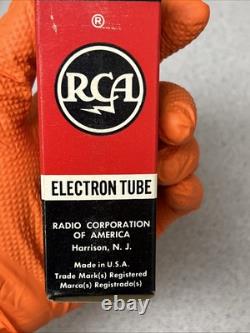 ®
RCA
ELECTRON TUBE
RADIO CORPORATION
OF AMERICA
Harrison, N. J.
Made in U.S.A.
Trade Mark(s) Registered
Marca(s) Registrada(s)